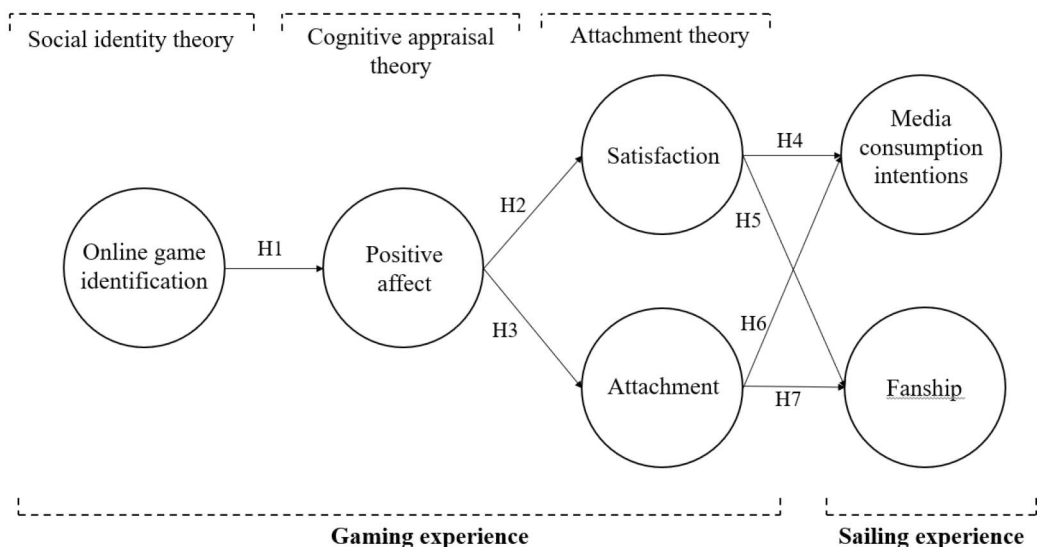 Social identity theory
Cognitive appraisal
theory
Attachment theory
Online game
identification
H1
Positive
affect
H2
H3
Satisfaction
Attachment
H4
H5
H6
H7
Media
consumption
intentions
Fanship
Gaming experience
Sailing experience